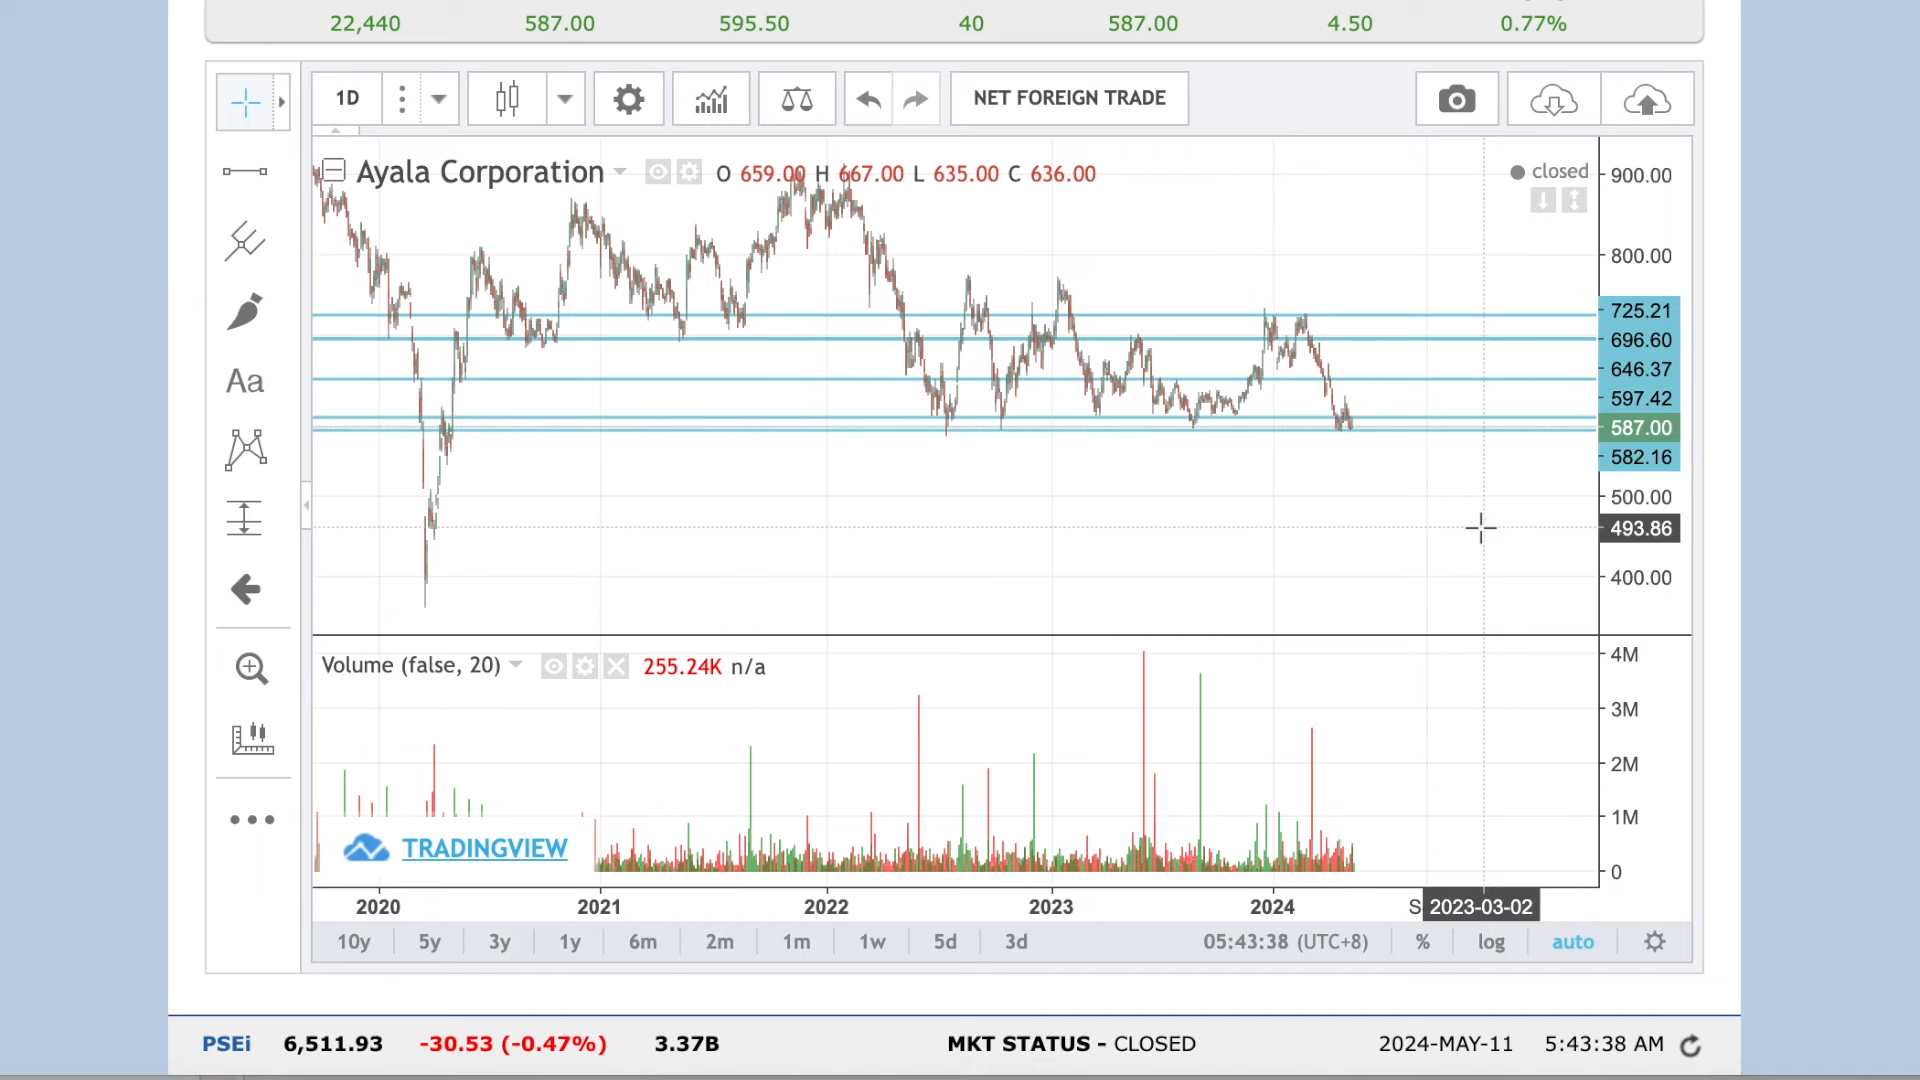 22,440 587.00 595.50 40 587.00 4.50 0.77%
1D NET FOREIGN TRADE
Ayala Corporation O 659.00 H 667.00 L 635.00 C 636.00 closed
900.00
800.00
725.21
696.60
646.37
597.42
587.00
582.16
500.00
493.86
400.00
Aa
Volume (false, 20) 255.24K n/a
4M
3M
2M
1M
0
TRADINGVIEW
2020 2021 2022 2023 2024 S 2023-03-02
10y 5y 3y 1y 6m 2m 1m 1w 5d 3d 05:43:38 (UTC+8) % log auto
PSEi 6,511.93 -30.53 (-0.47%) 3.37B MKT STATUS - CLOSED 2024-MAY-11 5:43:38 AM